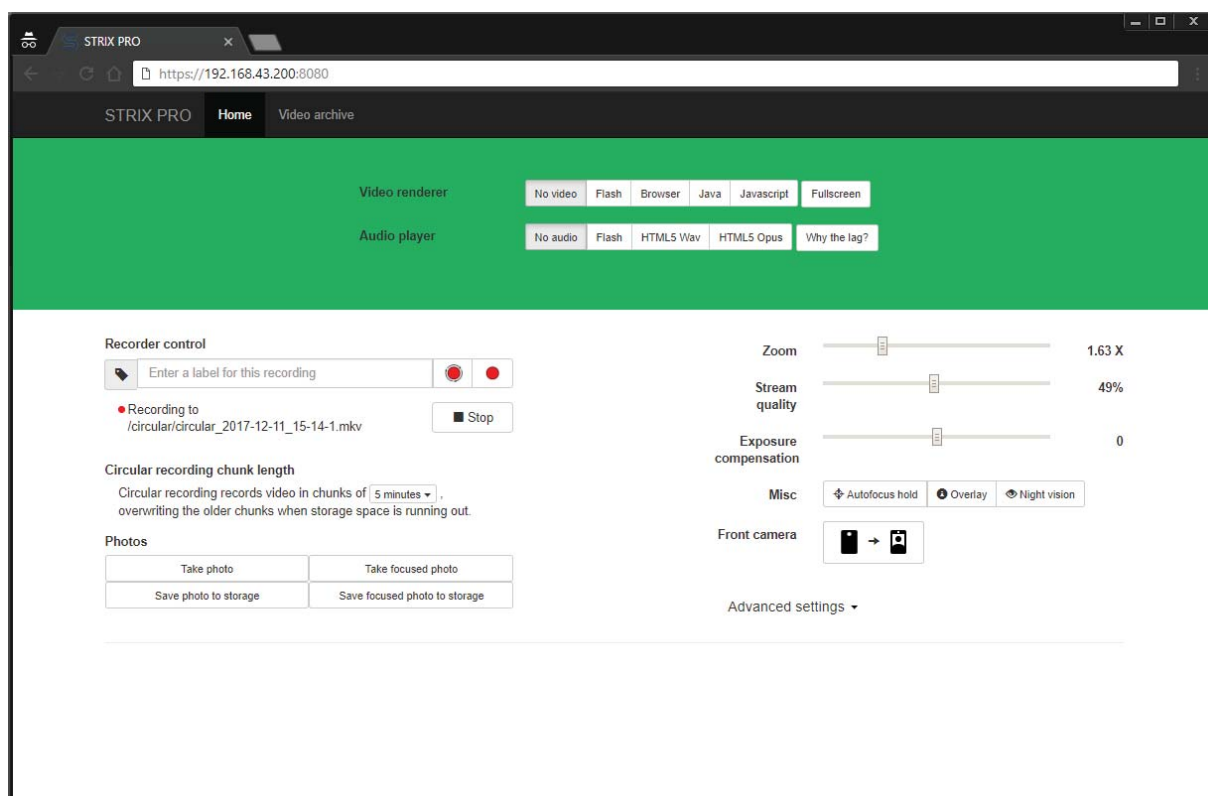 STRIX PRO
https://192.168.43.200:8080
STRIX PRO Home Video archive
Video renderer No video Flash Browser Java Javascript Fullscreen
Audio player No audio Flash HTML5 Wav HTML5 Opus Why the lag?
Recorder control
Enter a label for this recording
Recording to
/circular/circular_2017-12-11_15-14-1.mkv
Stop
Circular recording chunk length
Circular recording records video in chunks of 5 minutes ,
overwriting the older chunks when storage space is running out.
Photos
Take photo Take focused photo
Save photo to storage Save focused photo to storage
Zoom 1.63 X
Stream
quality 49%
Exposure
compensation 0
Misc Autofocus hold Overlay Night vision
Front camera
Advanced settings